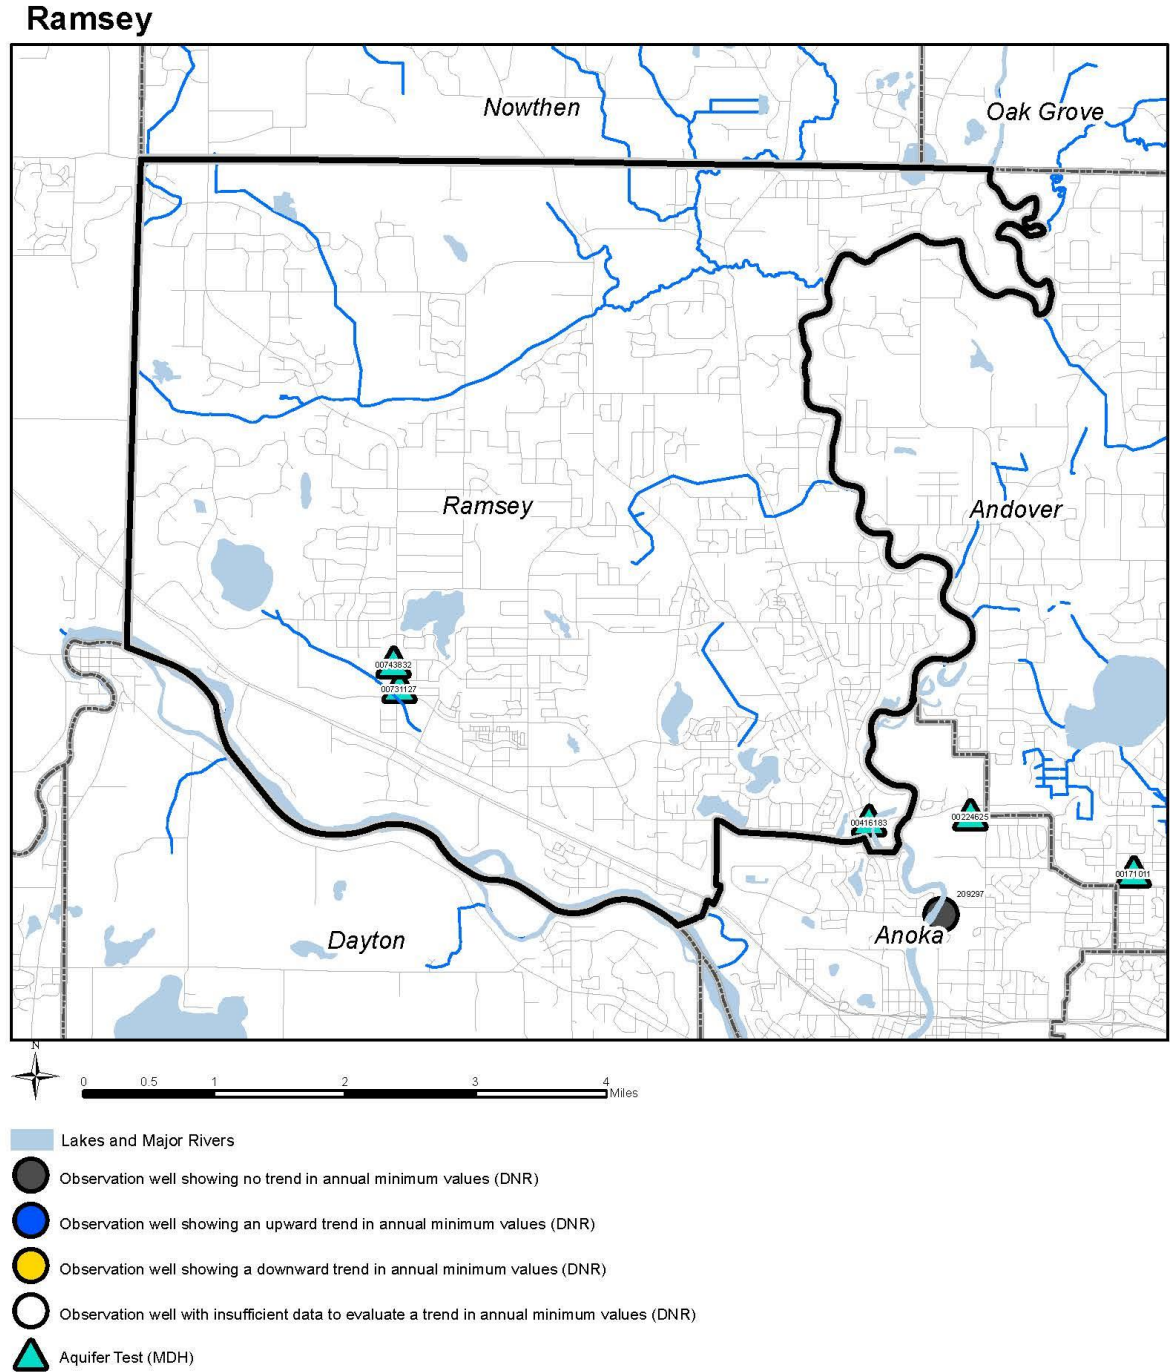 Ramsey
Nowthen
Oak Grove
Ramsey
Andover
00743832
00731127
00416183
00224625
00171011
209297
Dayton
Anoka
N
0 0.5 1 2 3 4
Miles
Lakes and Major Rivers
Observation well showing no trend in annual minimum values (DNR)
Observation well showing an upward trend in annual minimum values (DNR)
Observation well showing a downward trend in annual minimum values (DNR)
Observation well with insufficient data to evaluate a trend in annual minimum values (DNR)
Aquifer Test (MDH)